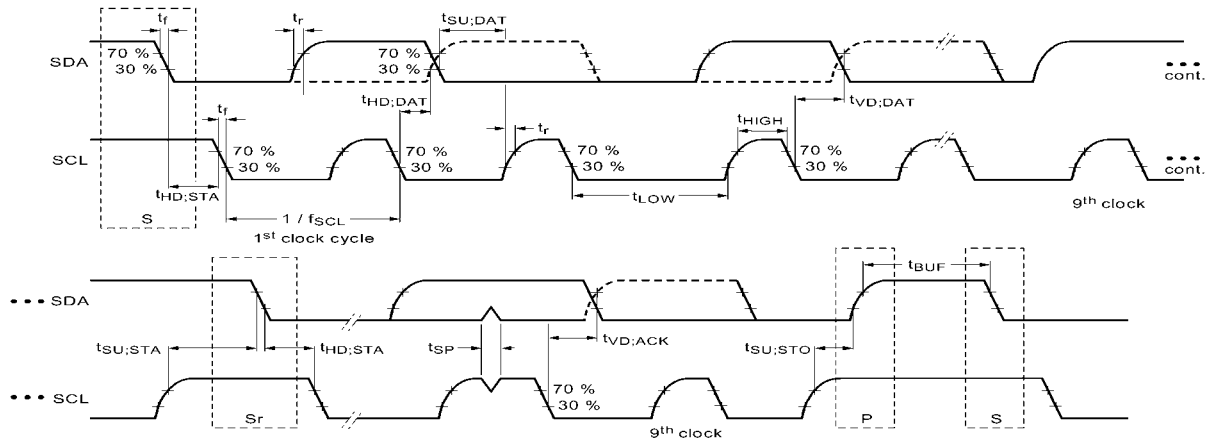 tf tr tSU;DAT
SDA 70 % 30 % 70 % 30 % ••• cont.
tHD;DAT tVD;DAT
tf tr tHIGH
SCL 70 % 30 % 70 % 30 % 70 % 30 % 70 % 30 % ••• cont.
tHD;STA tLOW
S 1 / fSCL 9th clock
1st clock cycle
••• SDA tBUF
tSU;STA tHD;STA tSP tVD;ACK tSU;STO
••• SCL 70 % 30 %
Sr 9th clock P S